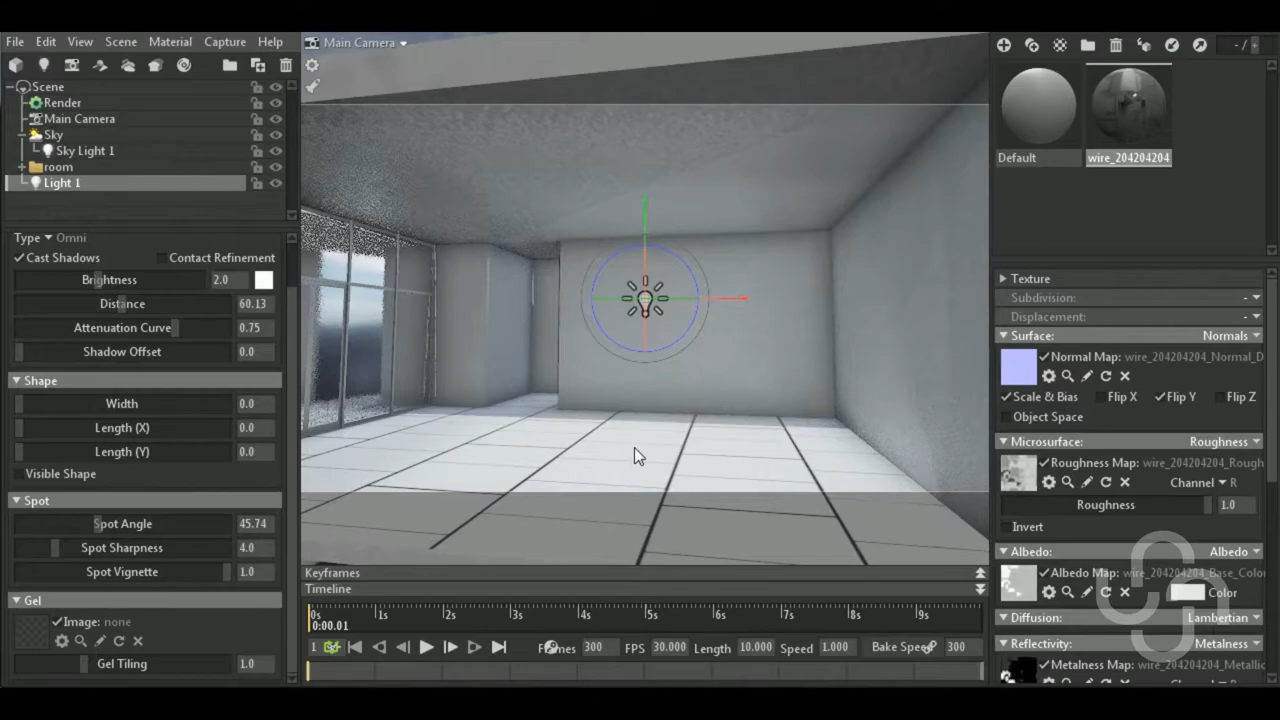 File Edit View Scene Material Capture Help
Main Camera
- /
Scene
Render
Main Camera
Sky
Sky Light 1
room
Light 1
Default
wire_204204204
Type Omni
Cast Shadows Contact Refinement
Brightness 2.0
Distance 60.13
Attenuation Curve 0.75
Shadow Offset 0.0
Shape
Width 0.0
Length (X) 0.0
Length (Y) 0.0
Visible Shape
Spot
Spot Angle 45.74
Spot Sharpness 4.0
Spot Vignette 1.0
Gel
Image: none
Gel Tiling 1.0
Keyframes
Timeline
0s 1s 2s 3s 4s 5s 6s 7s 8s 9s
0:00.01
1 Frames 300 FPS 30.000 Length 10.000 Speed 1.000 Bake Speed 300
Texture
Subdivision: -
Displacement: -
Surface: Normals
Normal Map: wire_204204204_Normal_D
Scale & Bias Flip X Flip Y Flip Z
Object Space
Microsurface: Roughness
Roughness Map: wire_204204204_Rough
Channel R
Roughness 1.0
Invert
Albedo: Albedo
Albedo Map: wire_204204204_Base_Colo
Color
Diffusion: Lambertian
Reflectivity: Metalness
Metalness Map: wire_204204204_Metallic